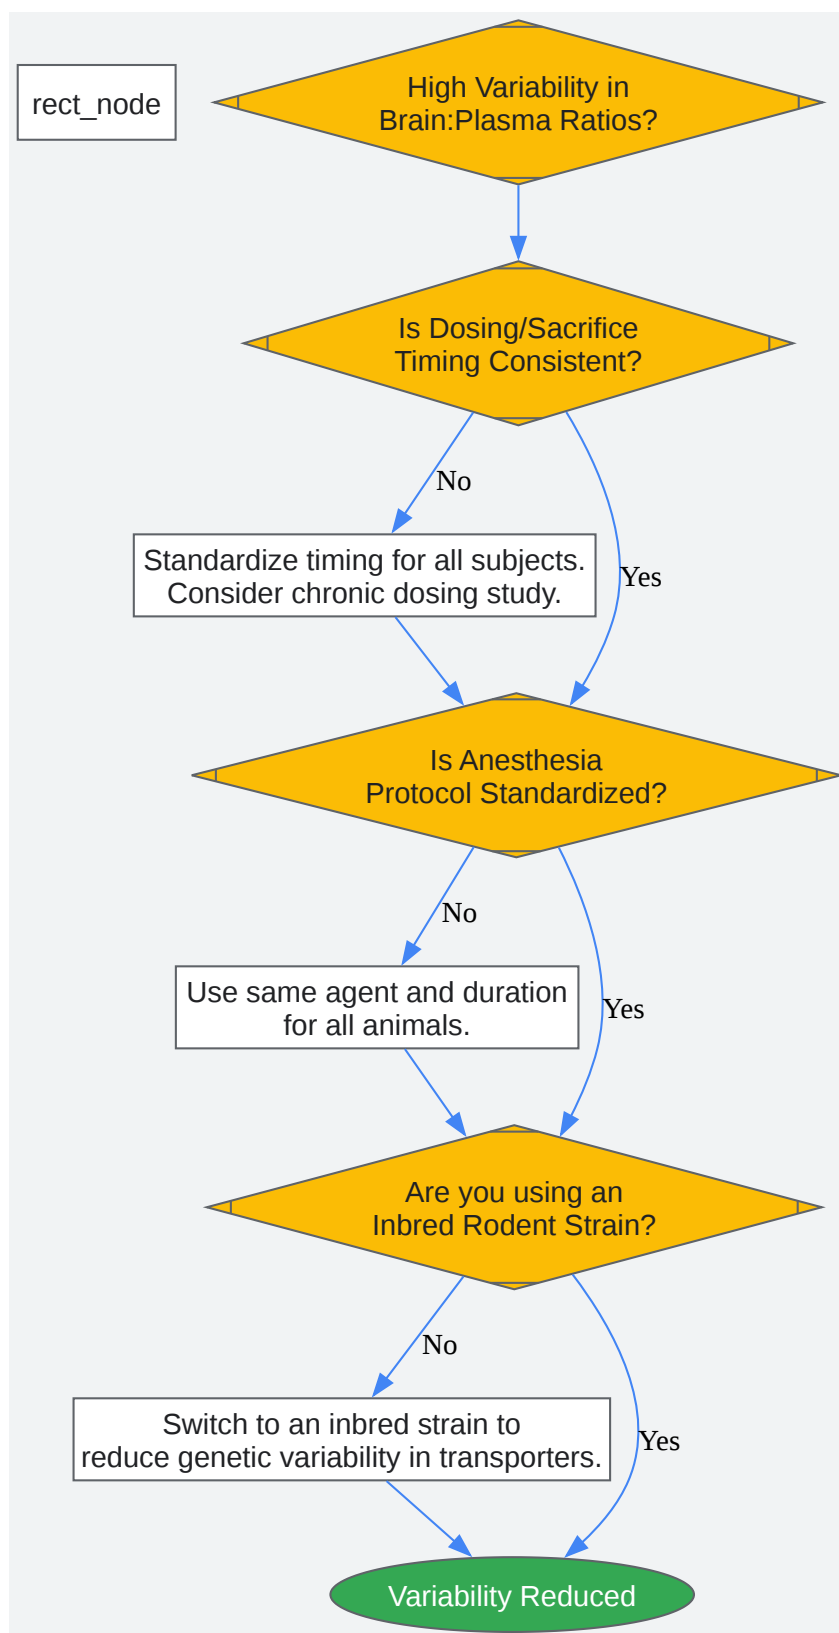 rect_node
High Variability in
Brain:Plasma Ratios?
Is Dosing/Sacrifice
Timing Consistent?
No
Standardize timing for all subjects.
Consider chronic dosing study.
Yes
Is Anesthesia
Protocol Standardized?
No
Use same agent and duration
for all animals.
Yes
Are you using an
Inbred Rodent Strain?
No
Switch to an inbred strain to
reduce genetic variability in transporters.
Yes
Variability Reduced